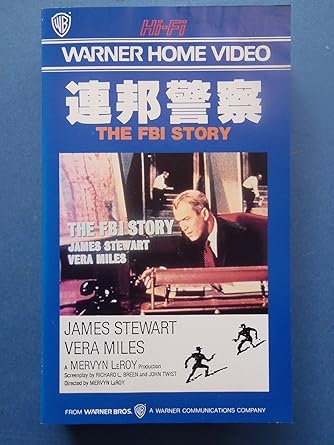 WB
Hi-Fi
WARNER HOME VIDEO
連邦警察
THE FBI STORY
THE FBI STORY
JAMES STEWART
VERA MILES
JAMES STEWART
VERA MILES
A MERVYN LeROY Production
Screenplay by RICHARD L. BREEN and JOHN TWIST
Directed by MERVYN LeROY
FROM WARNER BROS. A WARNER COMMUNICATIONS COMPANY